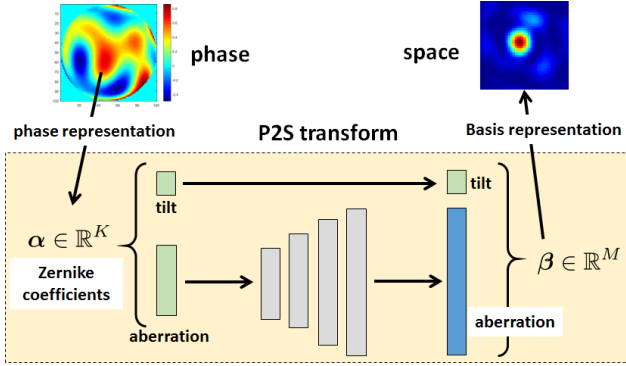 phase
space
phase representation
P2S transform
Basis representation
tilt
tilt
α ∈ ℝ^K
Zernike
coefficients
β ∈ ℝ^M
aberration
aberration